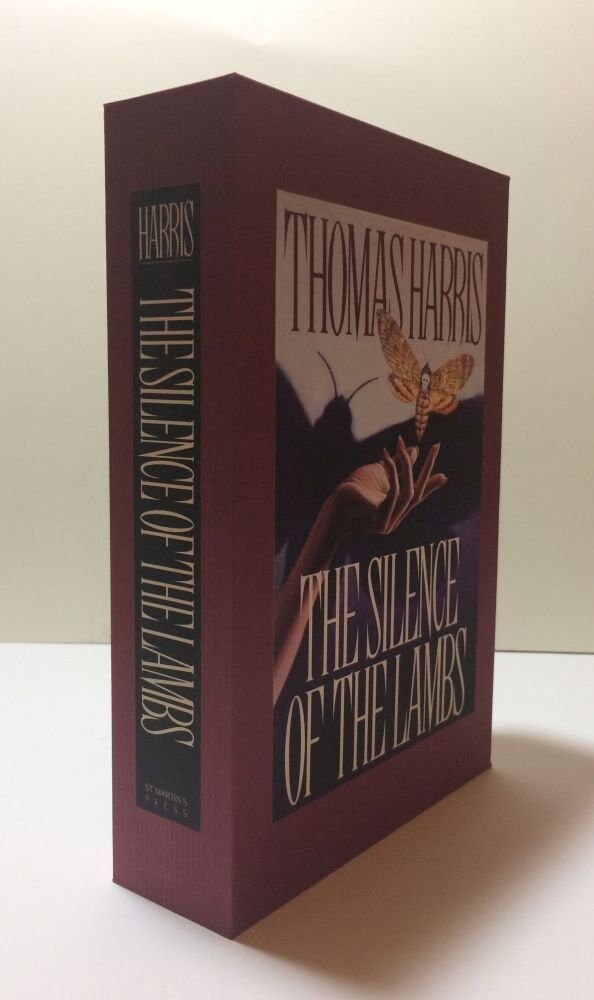 HARRIS
THE SILENCE OF THE LAMBS
ST. MARTIN'S
PRESS
THOMAS HARRIS
THE SILENCE
OF THE LAMBS